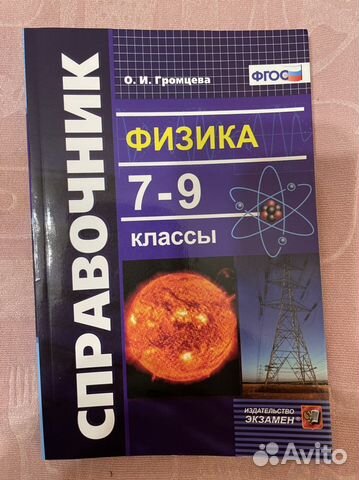 О. И. Громцева
ФГОС
СПРАВОЧНИК
ФИЗИКА
7-9
классы
ИЗДАТЕЛЬСТВО
ЭКЗАМЕН®
Avito